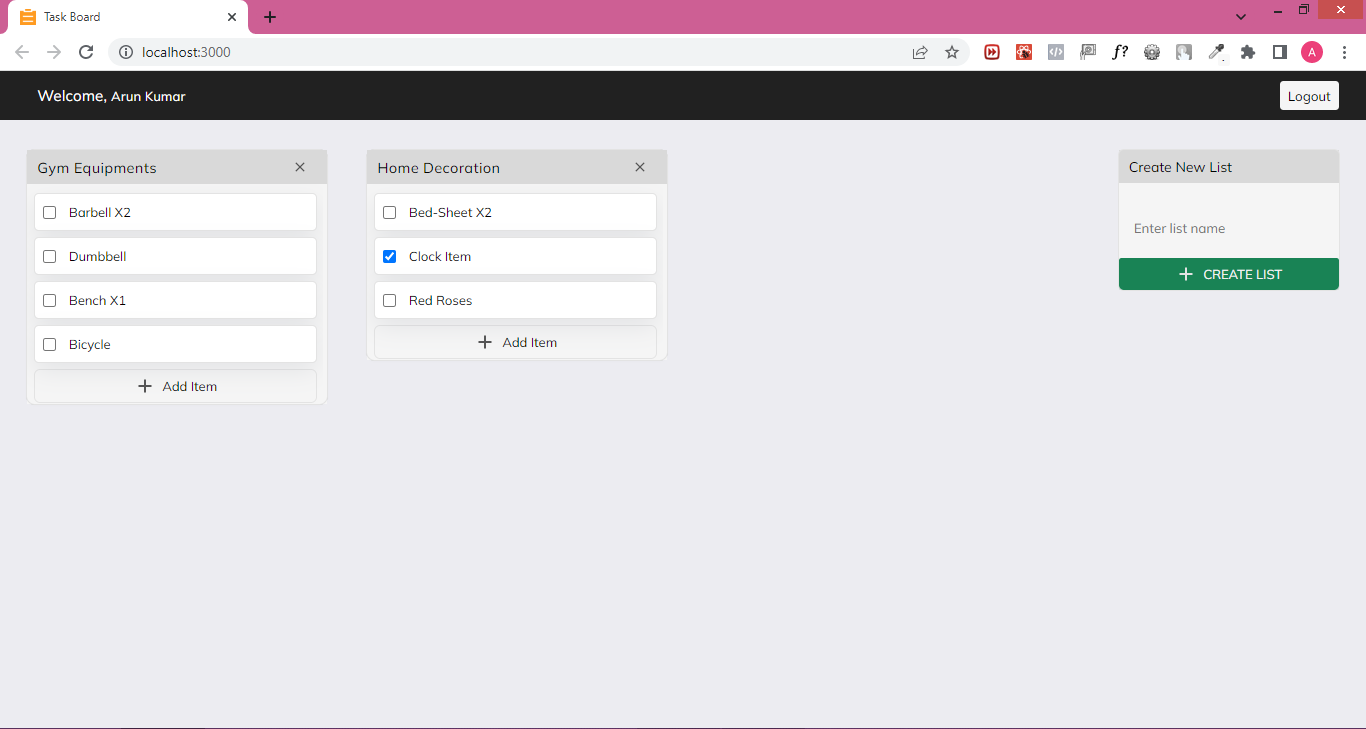 Task Board
localhost:3000
f?
A
Welcome, Arun Kumar
Logout
Gym Equipments
Barbell X2
Dumbbell
Bench X1
Bicycle
Add Item
Home Decoration
Bed-Sheet X2
Clock Item
Red Roses
Add Item
Create New List
Enter list name
CREATE LIST